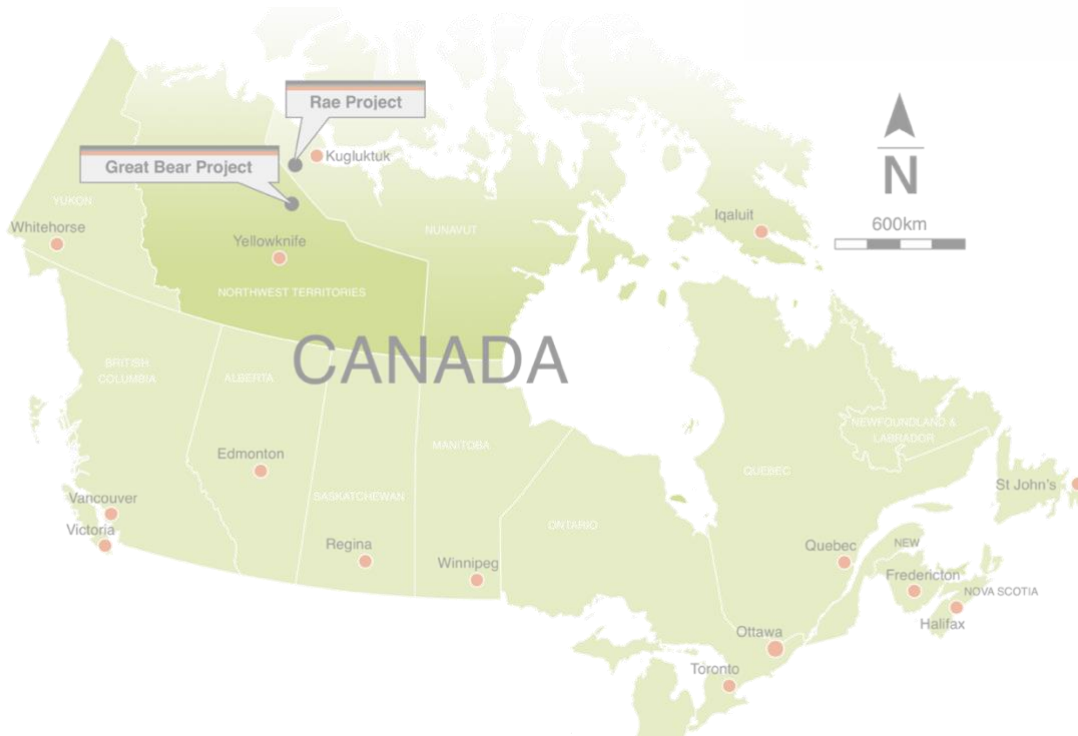 Rae Project
Kugluktuk
Great Bear Project
N
YUKON
Whitehorse
Iqaluit
600km
NUNAVUT
Yellowknife
NORTHWEST TERRITORIES
CANADA
BRITISH
COLUMBIA
ALBERTA
NEWFOUNDLAND &
LABRADOR
MANITOBA
Edmonton
QUEBEC
St John's
SASKATCHEWAN
Vancouver
ONTARIO
Victoria
Regina
Quebec
NEW
Winnipeg
Fredericton
NOVA SCOTIA
Halifax
Ottawa
Toronto